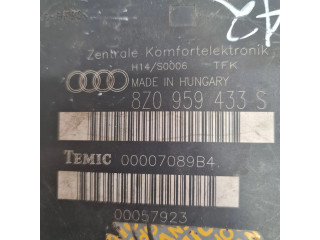 Zentrale Komfortelektronik
H14/S0006 TFK
MADE IN HUNGARY
8Z0 959 433 S
TEMIC 00007089B4
00057923